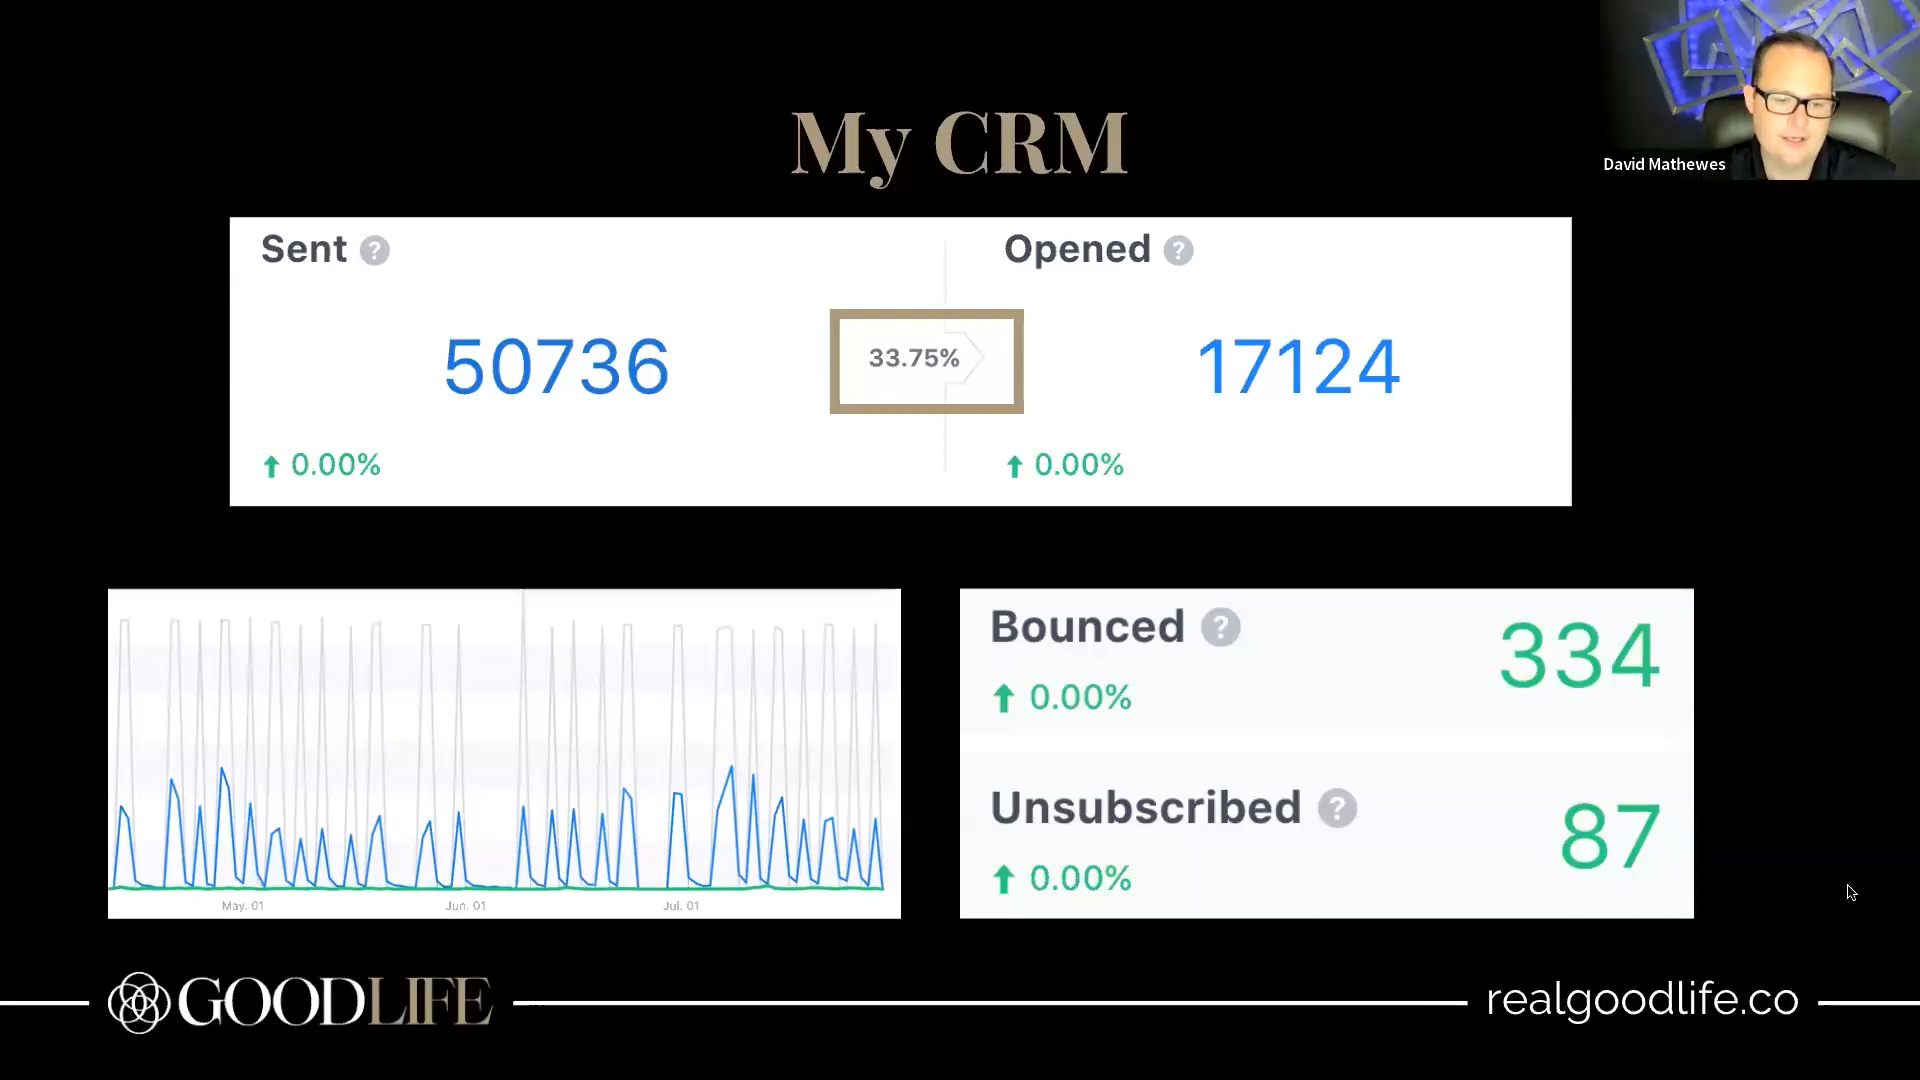 My CRM
David Mathewes
Sent ?
Opened ?
50736
33.75%
17124
0.00%
0.00%
Bounced ?
334
0.00%
Unsubscribed ?
87
0.00%
May. 01
Jun. 01
Jul. 01
GOODLIFE
realgoodlife.co